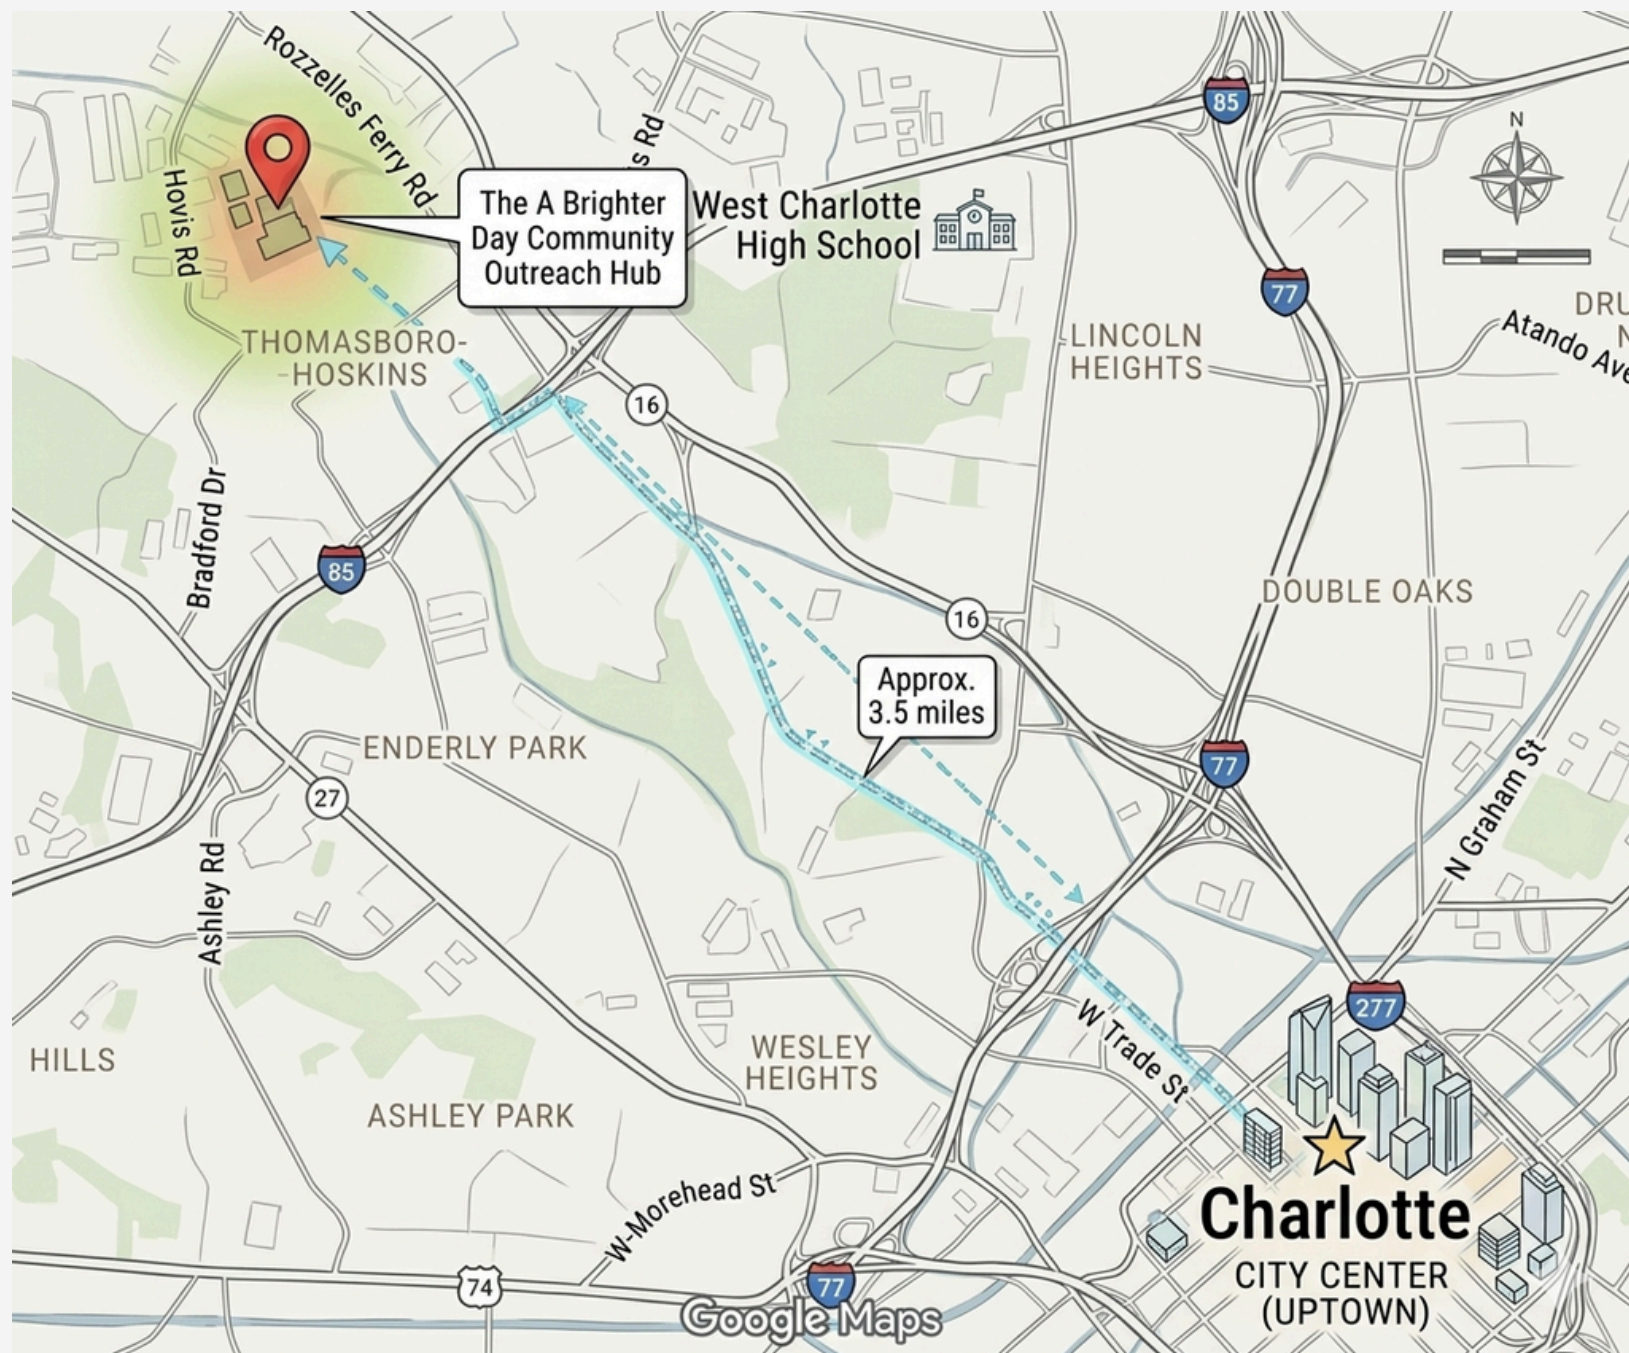 Rozzelles Ferry Rd
Hovis Rd
s Rd
85
N
The A Brighter
Day Community
Outreach Hub
West Charlotte
High School
77
DRU
N
Atando Ave
THOMASBORO-
-HOSKINS
LINCOLN
HEIGHTS
16
Bradford Dr
85
DOUBLE OAKS
16
Approx.
3.5 miles
ENDERLY PARK
77
27
N Graham St
Ashley Rd
277
W Trade St
HILLS
WESLEY
HEIGHTS
ASHLEY PARK
W-Morehead St
Charlotte
CITY CENTER
(UPTOWN)
74
77
Google Maps